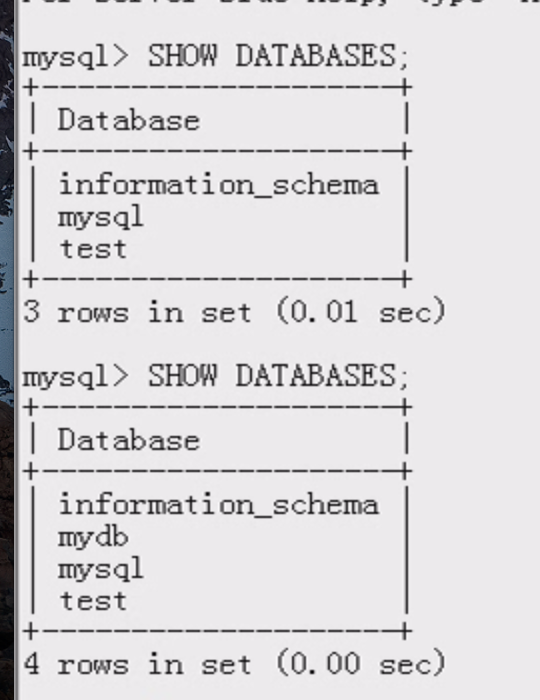 mysql> SHOW DATABASES;
+--------------------+
| Database           |
+--------------------+
| information_schema |
| mysql              |
| test               |
+--------------------+
3 rows in set (0.01 sec)
mysql> SHOW DATABASES;
+--------------------+
| Database           |
+--------------------+
| information_schema |
| mydb               |
| mysql              |
| test               |
+--------------------+
4 rows in set (0.00 sec)